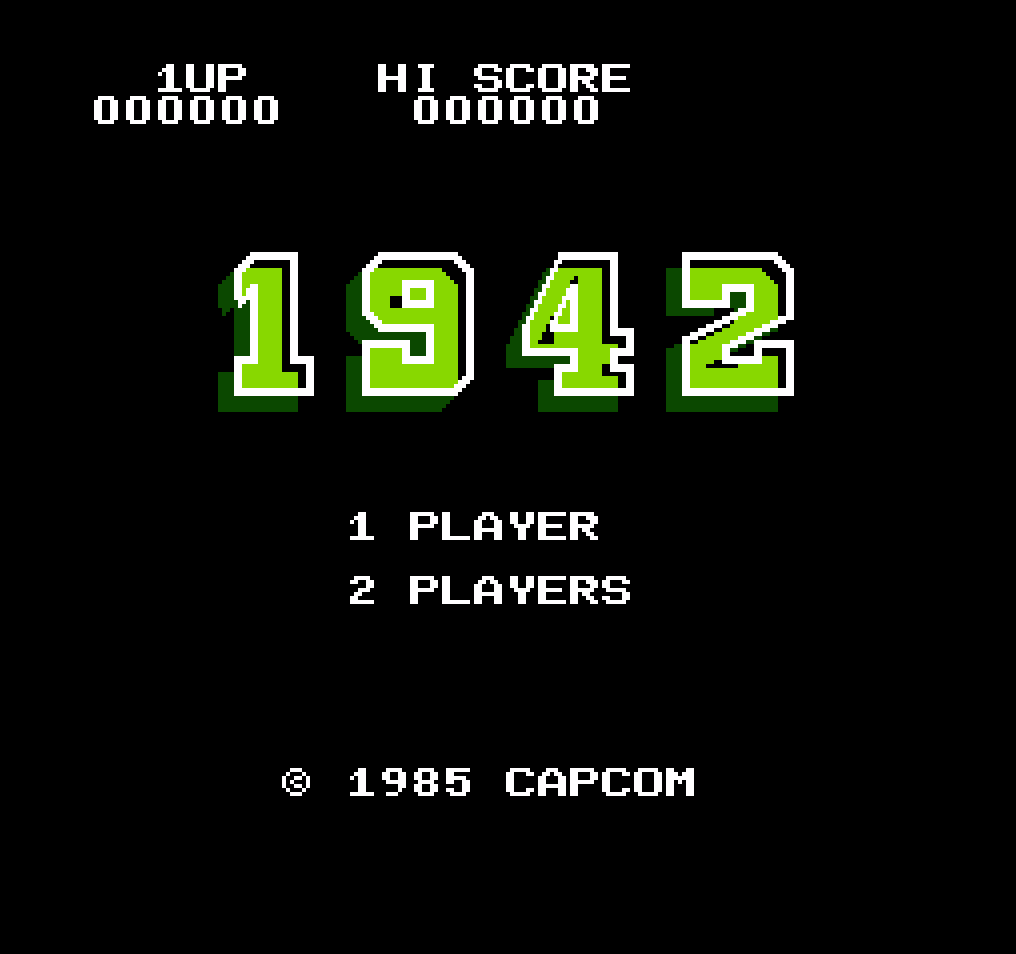 1UP HI SCORE
000000 000000
1942
1 PLAYER
2 PLAYERS
© 1985 CAPCOM